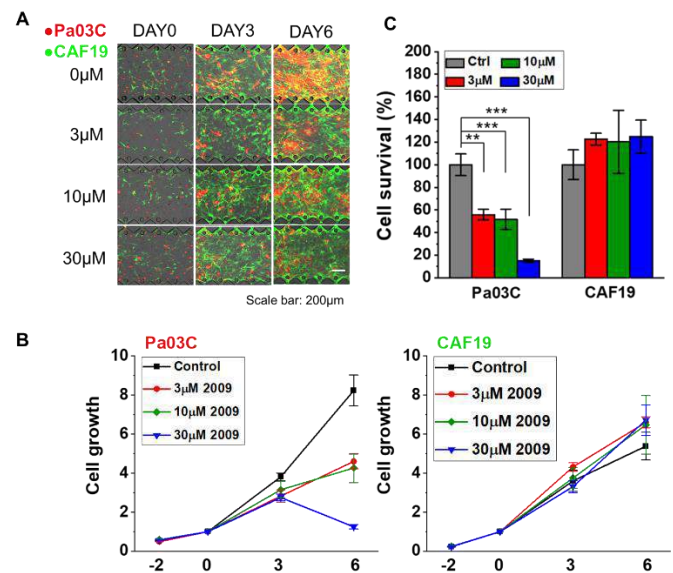 A
●Pa03C
●CAF19
DAY0 DAY3 DAY6
0µM
3µM
10µM
30µM
Scale bar: 200µm
C
Cell survival (%)
200
180
160
140
120
100
80
60
40
20
0
Ctrl 10µM
3µM 30µM
***
***
**
Pa03C CAF19
B
Pa03C
Cell growth
10
8
6
4
2
0
Control
3µM 2009
10µM 2009
30µM 2009
-2 0 3 6
CAF19
Cell growth
10
8
6
4
2
0
Control
3µM 2009
10µM 2009
30µM 2009
-2 0 3 6